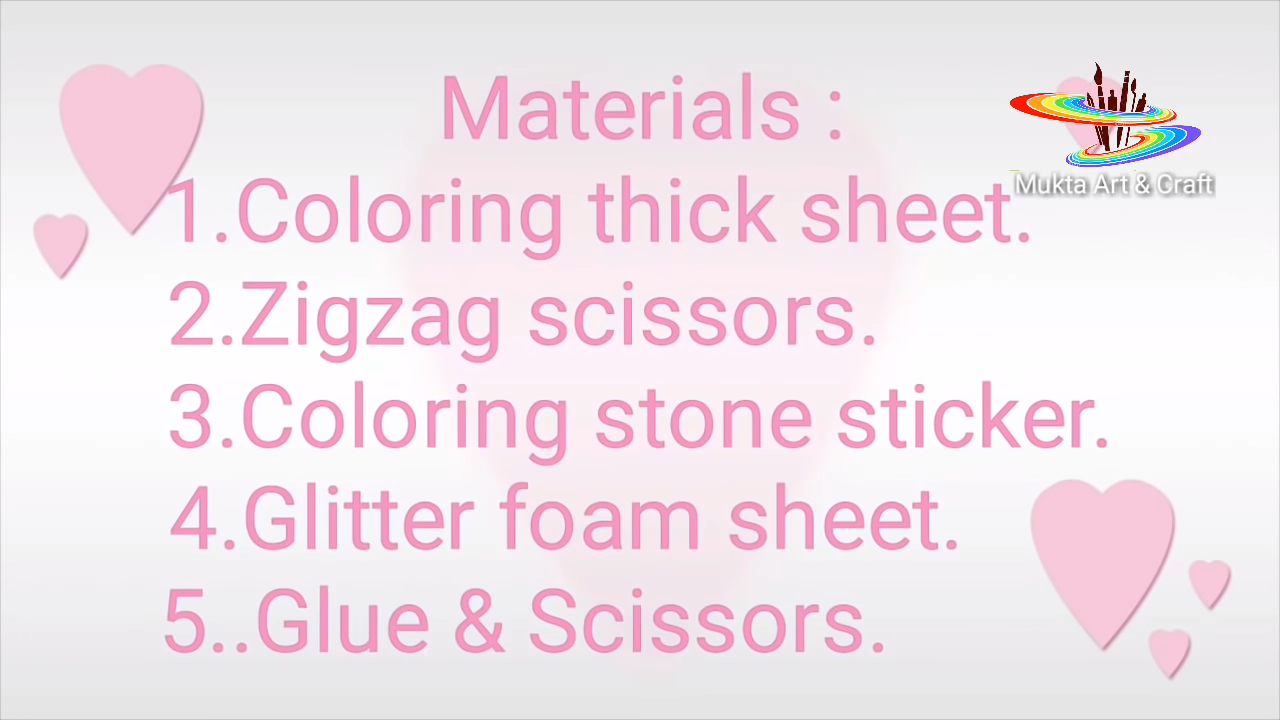 Materials :
1.Coloring thick sheet.
Mukta Art & Craft
2.Zigzag scissors.
3.Coloring stone sticker.
4.Glitter foam sheet.
5..Glue & Scissors.